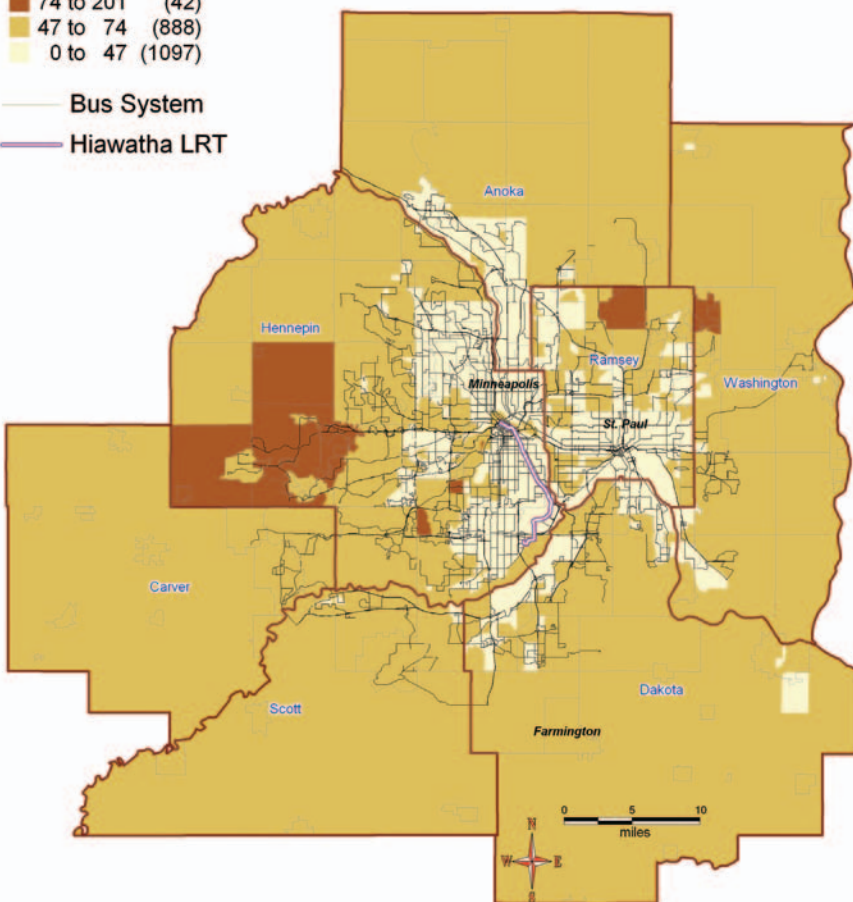 74 to 201 (42)
47 to 74 (888)
0 to 47 (1097)
Bus System
Hiawatha LRT
Anoka
Hennepin
Ramsey
Minneapolis
Washington
St. Paul
Carver
Dakota
Scott
Farmington
0 5 10
miles
N
W E
S